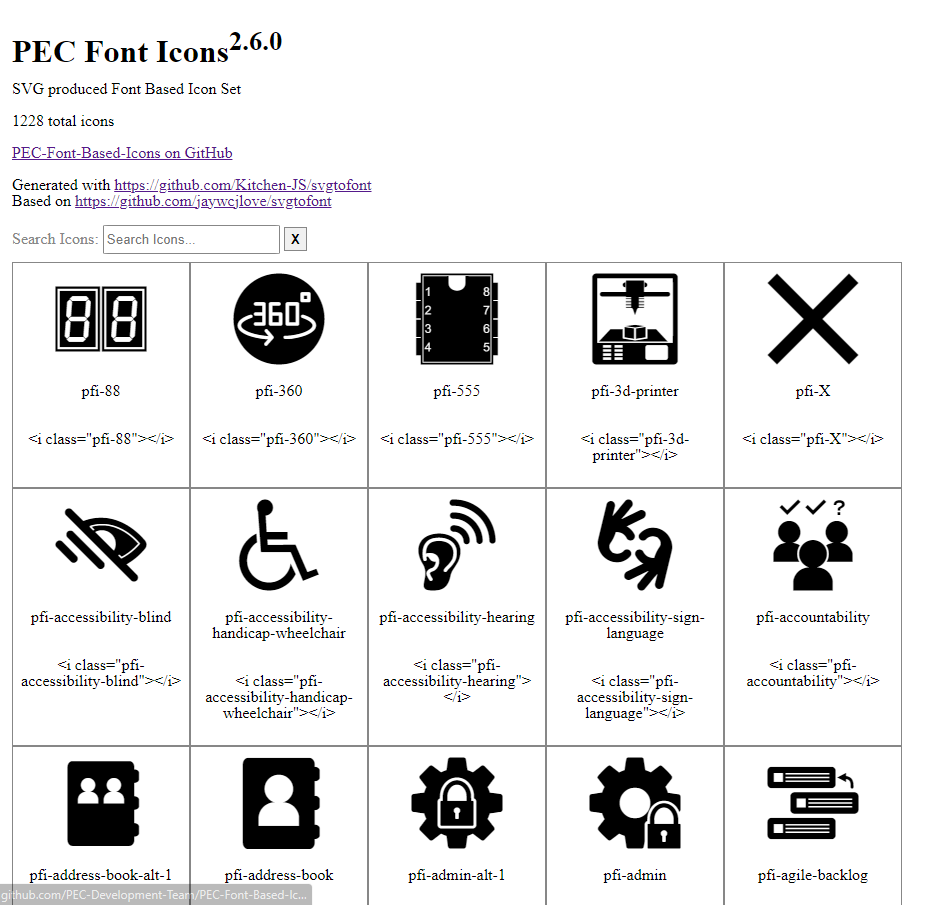 PEC Font Icons2.6.0
SVG produced Font Based Icon Set
1228 total icons
PEC-Font-Based-Icons on GitHub
Generated with https://github.com/Kitchen-JS/svgtofont
Based on https://github.com/jaywcjlove/svgtofont
Search Icons: Search Icons... X
88
360°
1 8
2 7
3 6
4 5
pfi-88 pfi-360 pfi-555 pfi-3d-printer pfi-X
<i class="pfi-88"></i> <i class="pfi-360"></i> <i class="pfi-555"></i> <i class="pfi-3d- <i class="pfi-X"></i>
printer"></i>
?
pfi-accessibility-blind pfi-accessibility- pfi-accessibility-hearing pfi-accessibility-sign- pfi-accountability
handicap-wheelchair language
<i class="pfi- <i class="pfi- <i class="pfi-
accessibility-blind"></i> accessibility-hearing"> accountability"></i>
<i class="pfi- </i> <i class="pfi-
accessibility-handicap- accessibility-sign-
wheelchair"></i> language"></i>
pfi-address-book-alt-1 pfi-address-book pfi-admin-alt-1 pfi-admin pfi-agile-backlog
github.com/PEC-Development-Team/PEC-Font-Based-Ic...